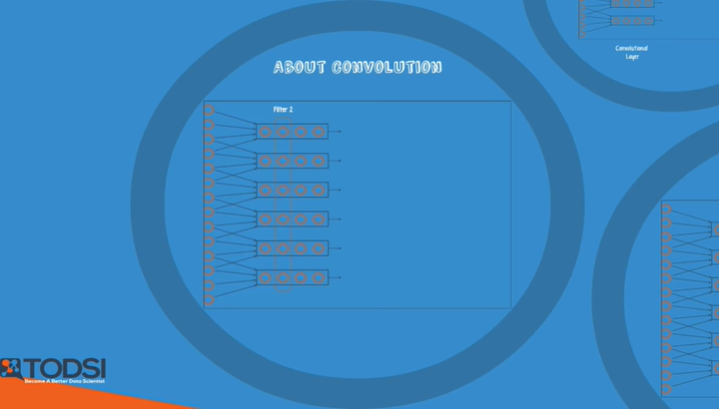 ABOUT CONVOLUTION
Filter 2
Convolutional
Layer
TODSI
Become A Better Data Scientist